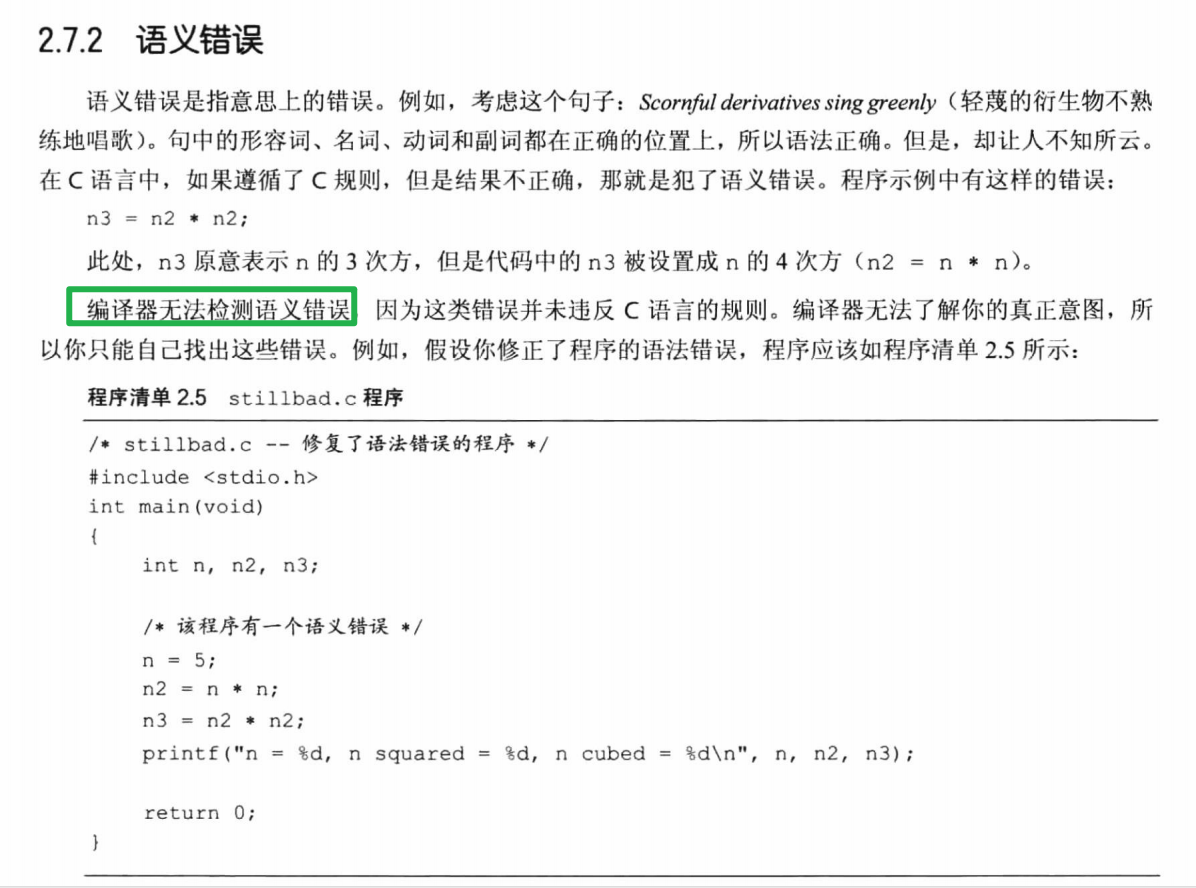 2.7.2 语义错误
语义错误是指意思上的错误。例如，考虑这个句子：Scornful derivatives sing greenly（轻蔑的衍生物不熟
练地唱歌）。句中的形容词、名词、动词和副词都在正确的位置上，所以语法正确。但是，却让人不知所云。
在 C 语言中，如果遵循了 C 规则，但是结果不正确，那就是犯了语义错误。程序示例中有这样的错误：
n3 = n2 * n2;
此处，n3 原意表示 n 的 3 次方，但是代码中的 n3 被设置成 n 的 4 次方（n2 = n * n）。
编译器无法检测语义错误 因为这类错误并未违反 C 语言的规则。编译器无法了解你的真正意图，所
以你只能自己找出这些错误。例如，假设你修正了程序的语法错误，程序应该如程序清单 2.5 所示：
程序清单 2.5 stillbad.c 程序
/* stillbad.c -- 修复了语法错误的程序 */
#include <stdio.h>
int main(void)
{
int n, n2, n3;
/* 该程序有一个语义错误 */
n = 5;
n2 = n * n;
n3 = n2 * n2;
printf("n = %d, n squared = %d, n cubed = %d\n", n, n2, n3);
return 0;
}